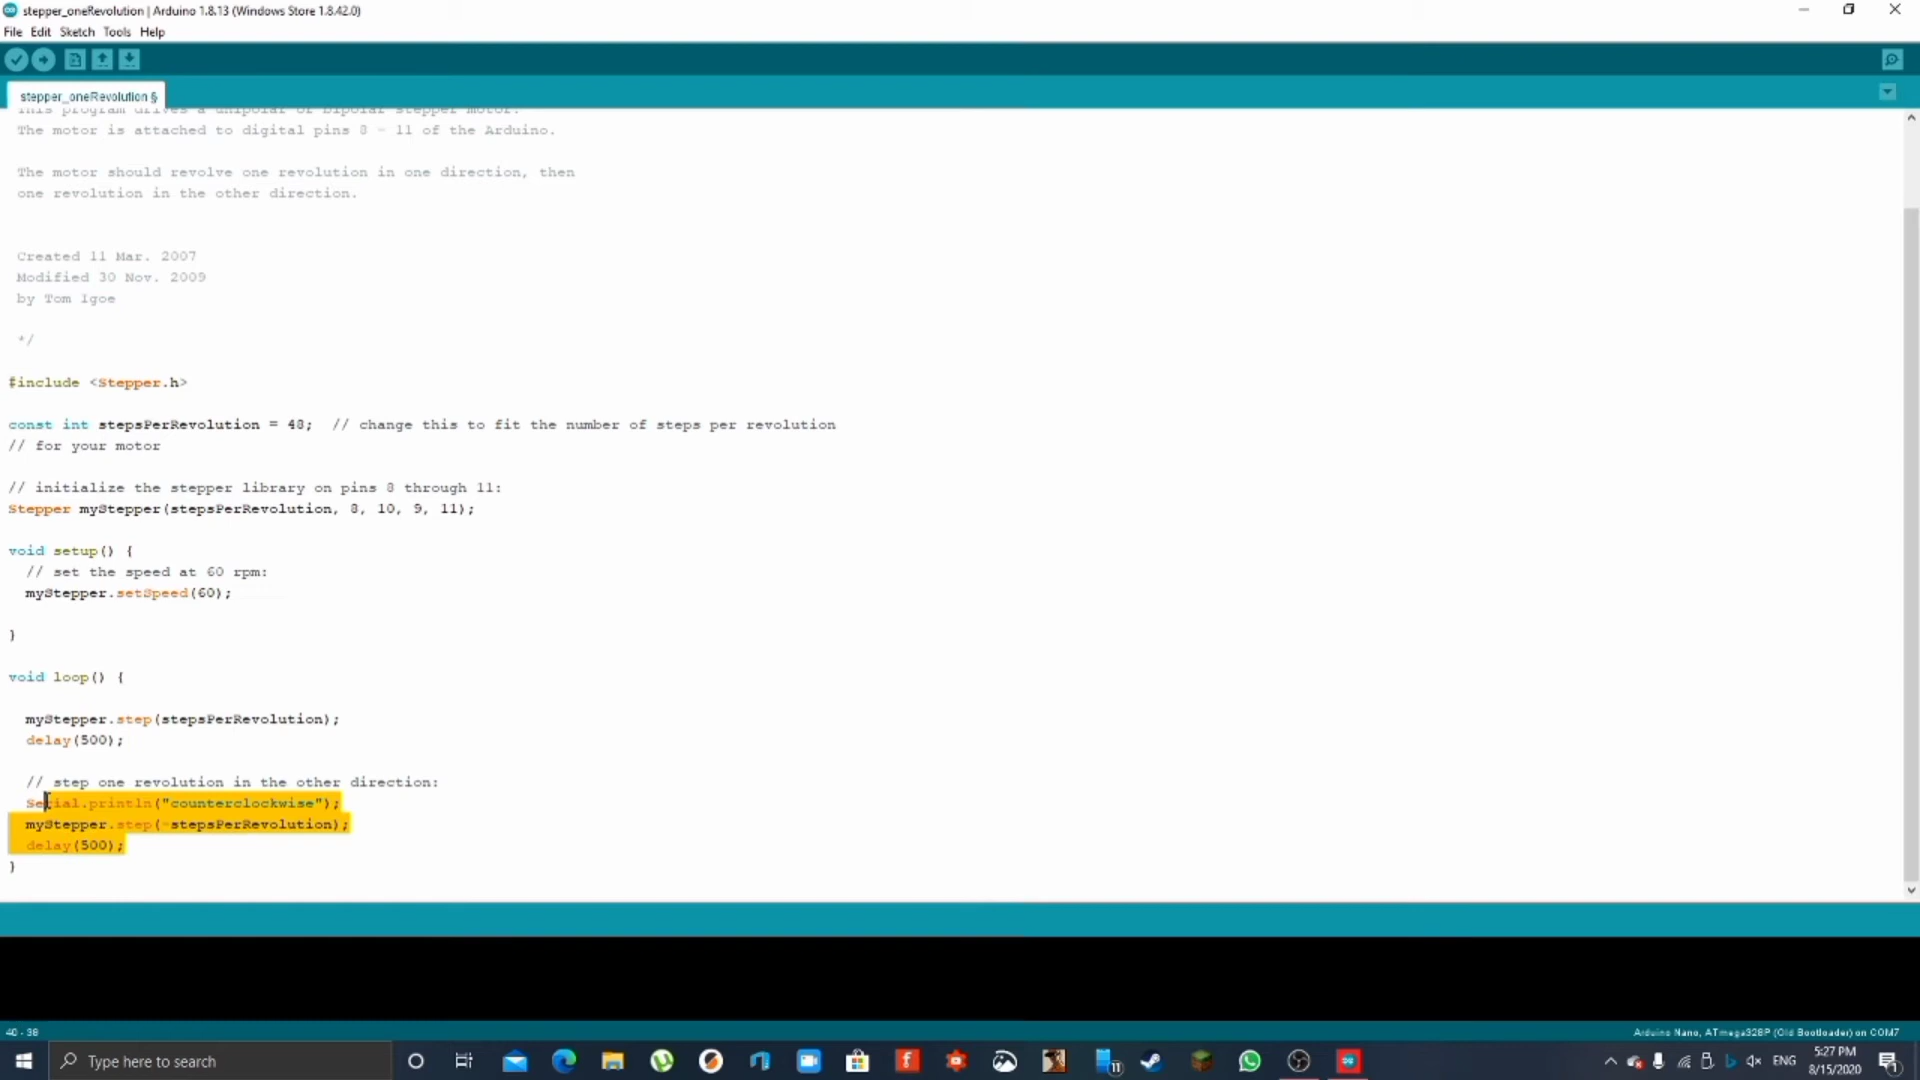 stepper_oneRevolution | Arduino 1.8.13 (Windows Store 1.8.42.0)
File Edit Sketch Tools Help
stepper_oneRevolution §
This program drives a unipolar or bipolar stepper motor.
The motor is attached to digital pins 8 - 11 of the Arduino.
The motor should revolve one revolution in one direction, then
one revolution in the other direction.
Created 11 Mar. 2007
Modified 30 Nov. 2009
by Tom Igoe
*/
#include <Stepper.h>
const int stepsPerRevolution = 48;  // change this to fit the number of steps per revolution
// for your motor
// initialize the stepper library on pins 8 through 11:
Stepper myStepper(stepsPerRevolution, 8, 10, 9, 11);
void setup() {
// set the speed at 60 rpm:
myStepper.setSpeed(60);
}
void loop() {
myStepper.step(stepsPerRevolution);
delay(500);
// step one revolution in the other direction:
Serial.println("counterclockwise");
myStepper.step(-stepsPerRevolution);
delay(500);
}
40 - 38
Arduino Nano, ATmega328P (Old Bootloader) on COM7
Type here to search
11
ENG
5:27 PM
8/15/2020
1